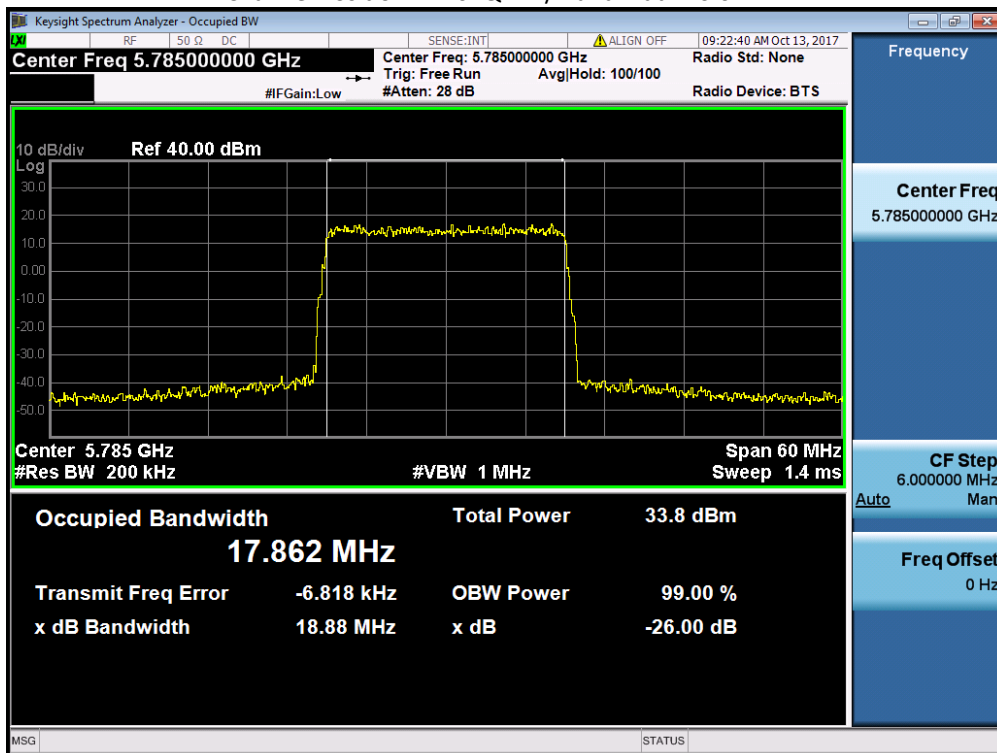 Keysight Spectrum Analyzer - Occupied BW
LXI RF 50 Ω DC SENSE:INT ALIGN OFF 09:22:40 AM Oct 13, 2017
Center Freq 5.785000000 GHz
Center Freq: 5.785000000 GHz Radio Std: None
Trig: Free Run Avg|Hold: 100/100
#IFGain:Low #Atten: 28 dB Radio Device: BTS
10 dB/div Ref 40.00 dBm
Log
30.0
20.0
10.0
0.00
-10.0
-20.0
-30.0
-40.0
-50.0
Center 5.785 GHz Span 60 MHz
#Res BW 200 kHz #VBW 1 MHz Sweep 1.4 ms
Occupied Bandwidth Total Power 33.8 dBm
17.862 MHz
Transmit Freq Error -6.818 kHz OBW Power 99.00 %
x dB Bandwidth 18.88 MHz x dB -26.00 dB
Frequency
Center Freq
5.785000000 GHz
CF Step
6.000000 MHz
Auto Man
Freq Offset
0 Hz
MSG STATUS